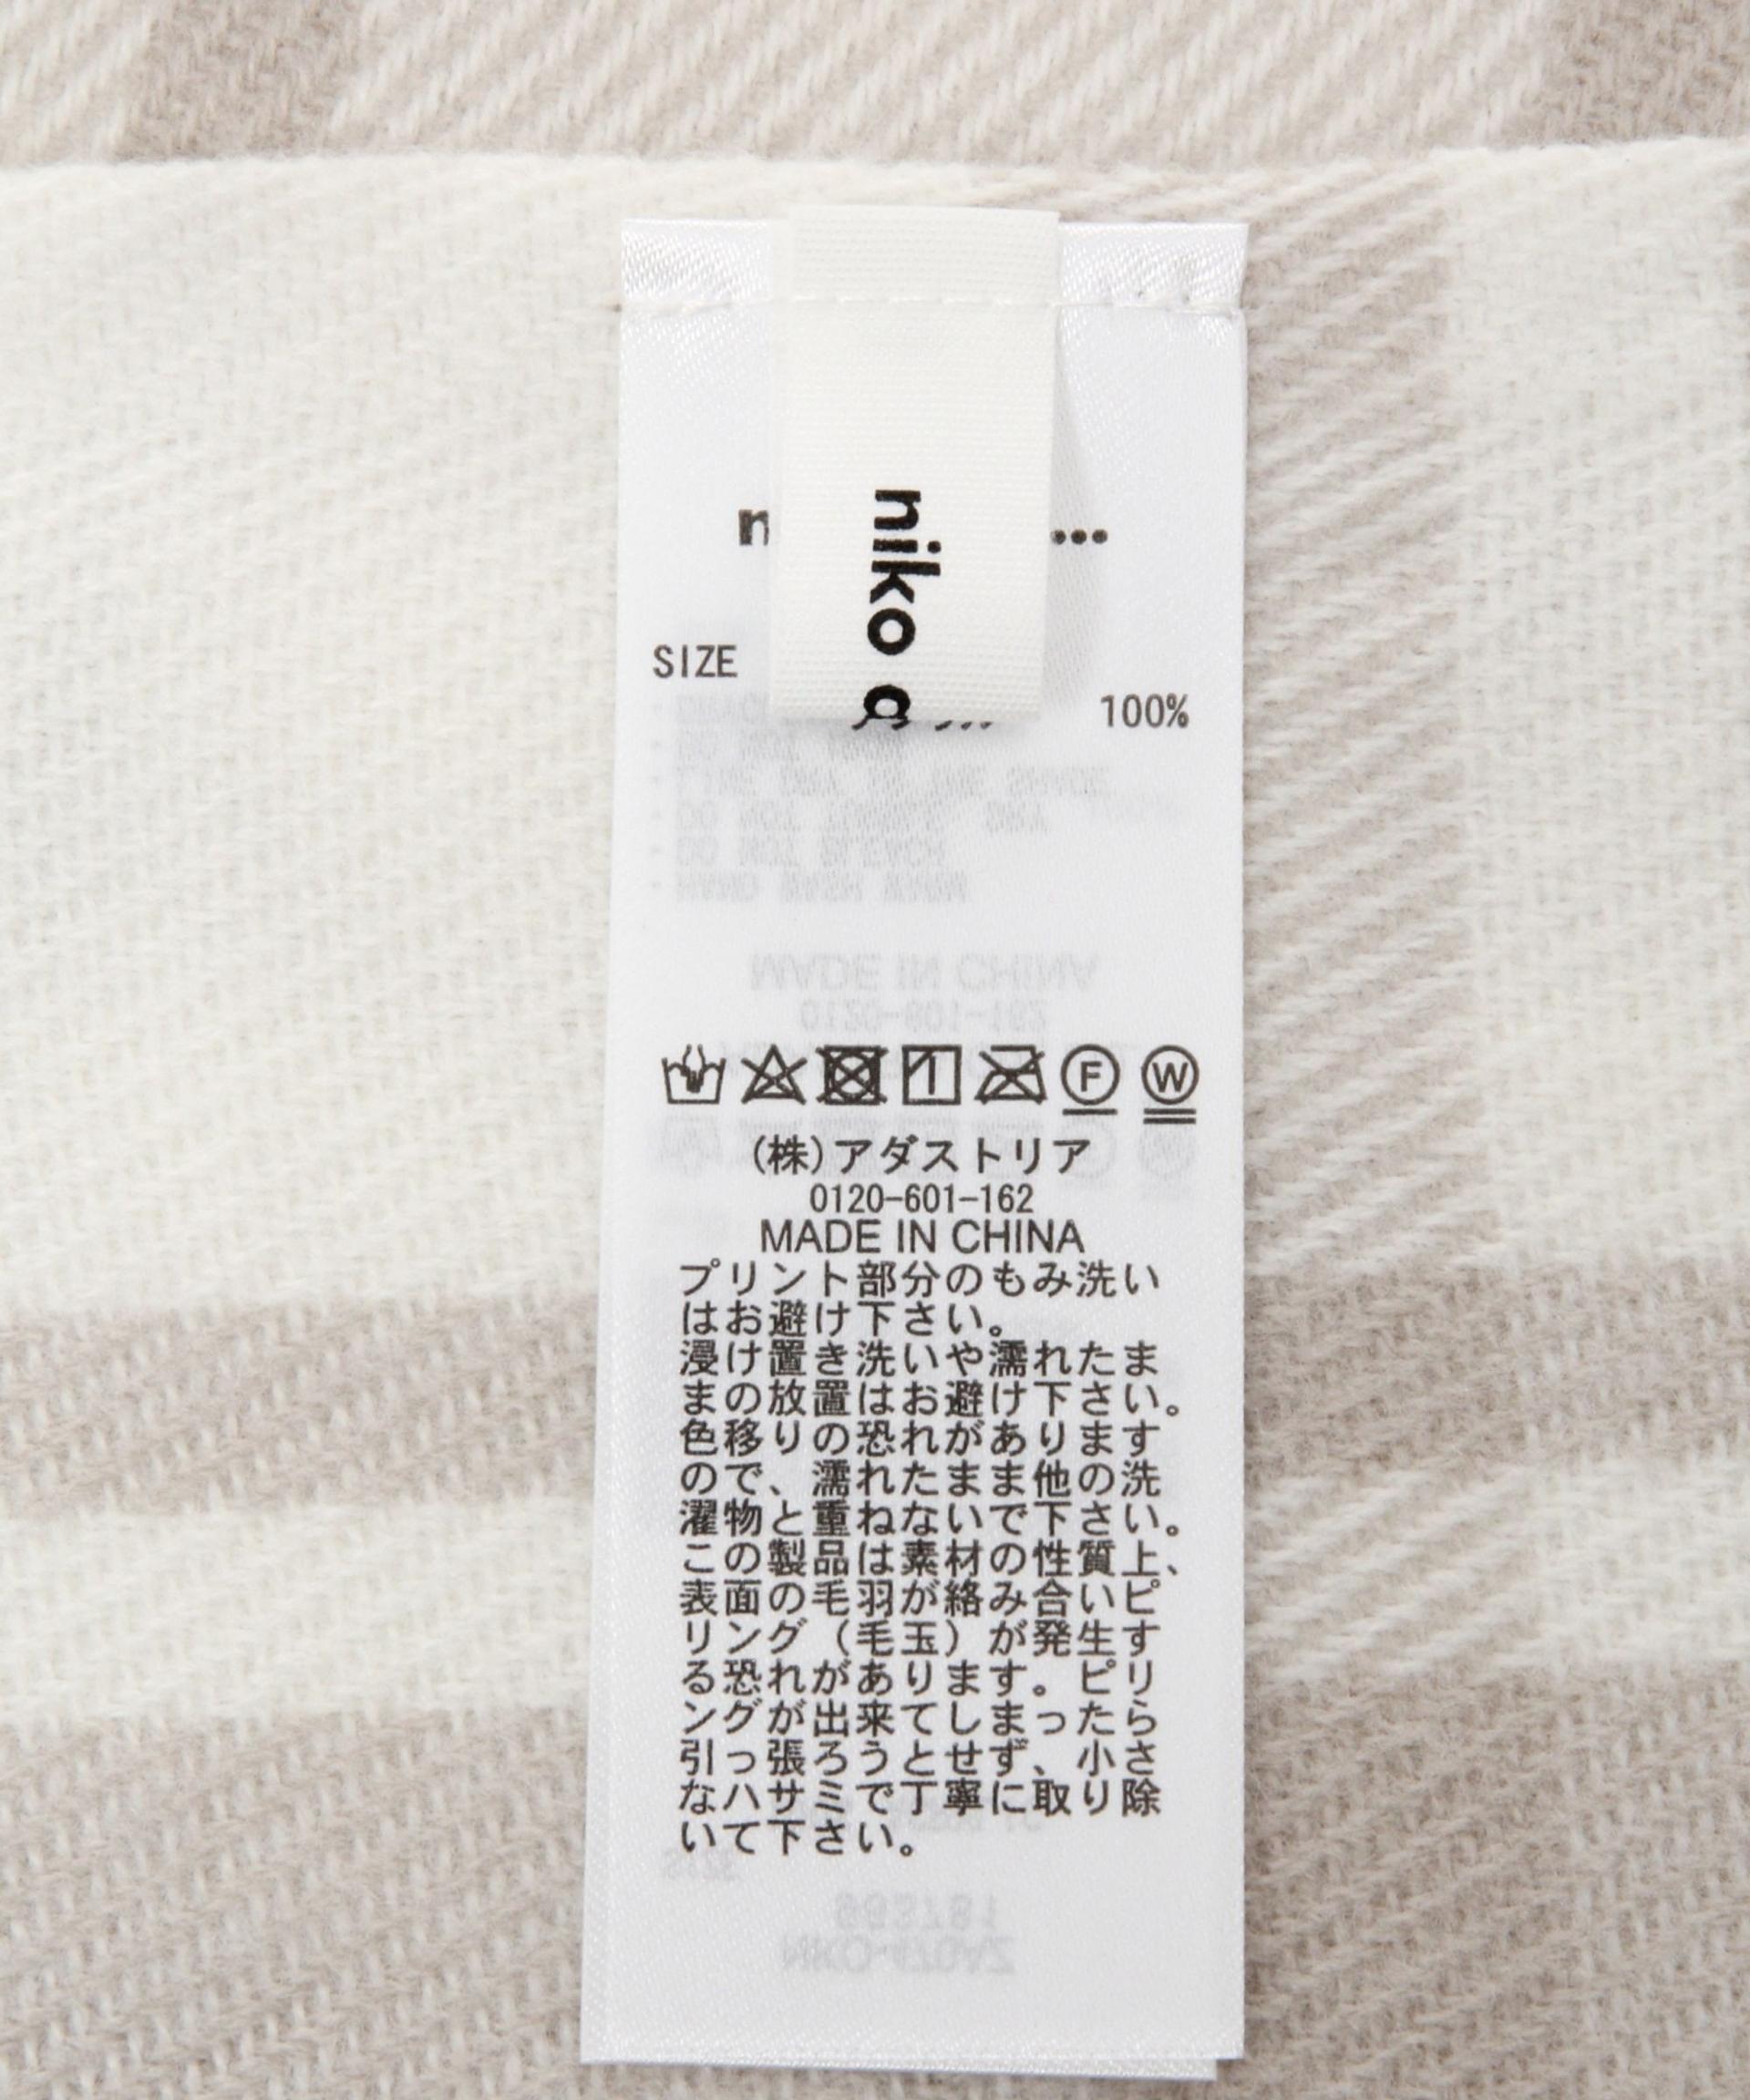 niko
SIZE
100%
(株)アダストリア
0120-601-162
MADE IN CHINA
プリント部分のもみ洗い
はお避け下さい。
浸け置き洗いや濡れたま
まの放置はお避け下さい。
色移りの恐れがあります
ので、濡れたまま他の洗
濯物と重ねないで下さい。
この製品は素材の性質上、
表面の毛羽が絡み合いピ
リング（毛玉）が発生す
る恐れがあります。ピリ
ングが出来てしまったら
引っ張ろうとせず、小さ
なハサミで丁寧に取り除
いて下さい。